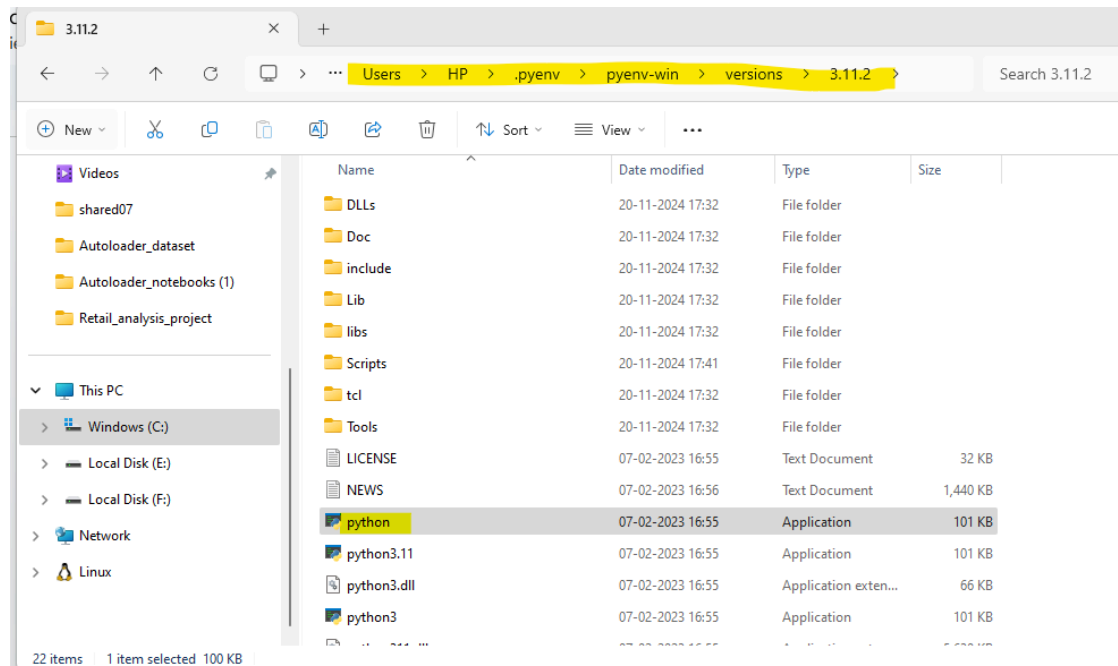 3.11.2
Users > HP > .pyenv > pyenv-win > versions > 3.11.2 >
Search 3.11.2
New
Sort
View
Videos
shared07
Autoloader_dataset
Autoloader_notebooks (1)
Retail_analysis_project
This PC
Windows (C:)
Local Disk (E:)
Local Disk (F:)
Network
Linux
Name Date modified Type Size
DLLs 20-11-2024 17:32 File folder
Doc 20-11-2024 17:32 File folder
include 20-11-2024 17:32 File folder
Lib 20-11-2024 17:32 File folder
libs 20-11-2024 17:32 File folder
Scripts 20-11-2024 17:41 File folder
tcl 20-11-2024 17:32 File folder
Tools 20-11-2024 17:32 File folder
LICENSE 07-02-2023 16:55 Text Document 32 KB
NEWS 07-02-2023 16:56 Text Document 1,440 KB
python 07-02-2023 16:55 Application 101 KB
python3.11 07-02-2023 16:55 Application 101 KB
python3.dll 07-02-2023 16:55 Application exten... 66 KB
python3 07-02-2023 16:55 Application 101 KB
22 items 1 item selected 100 KB